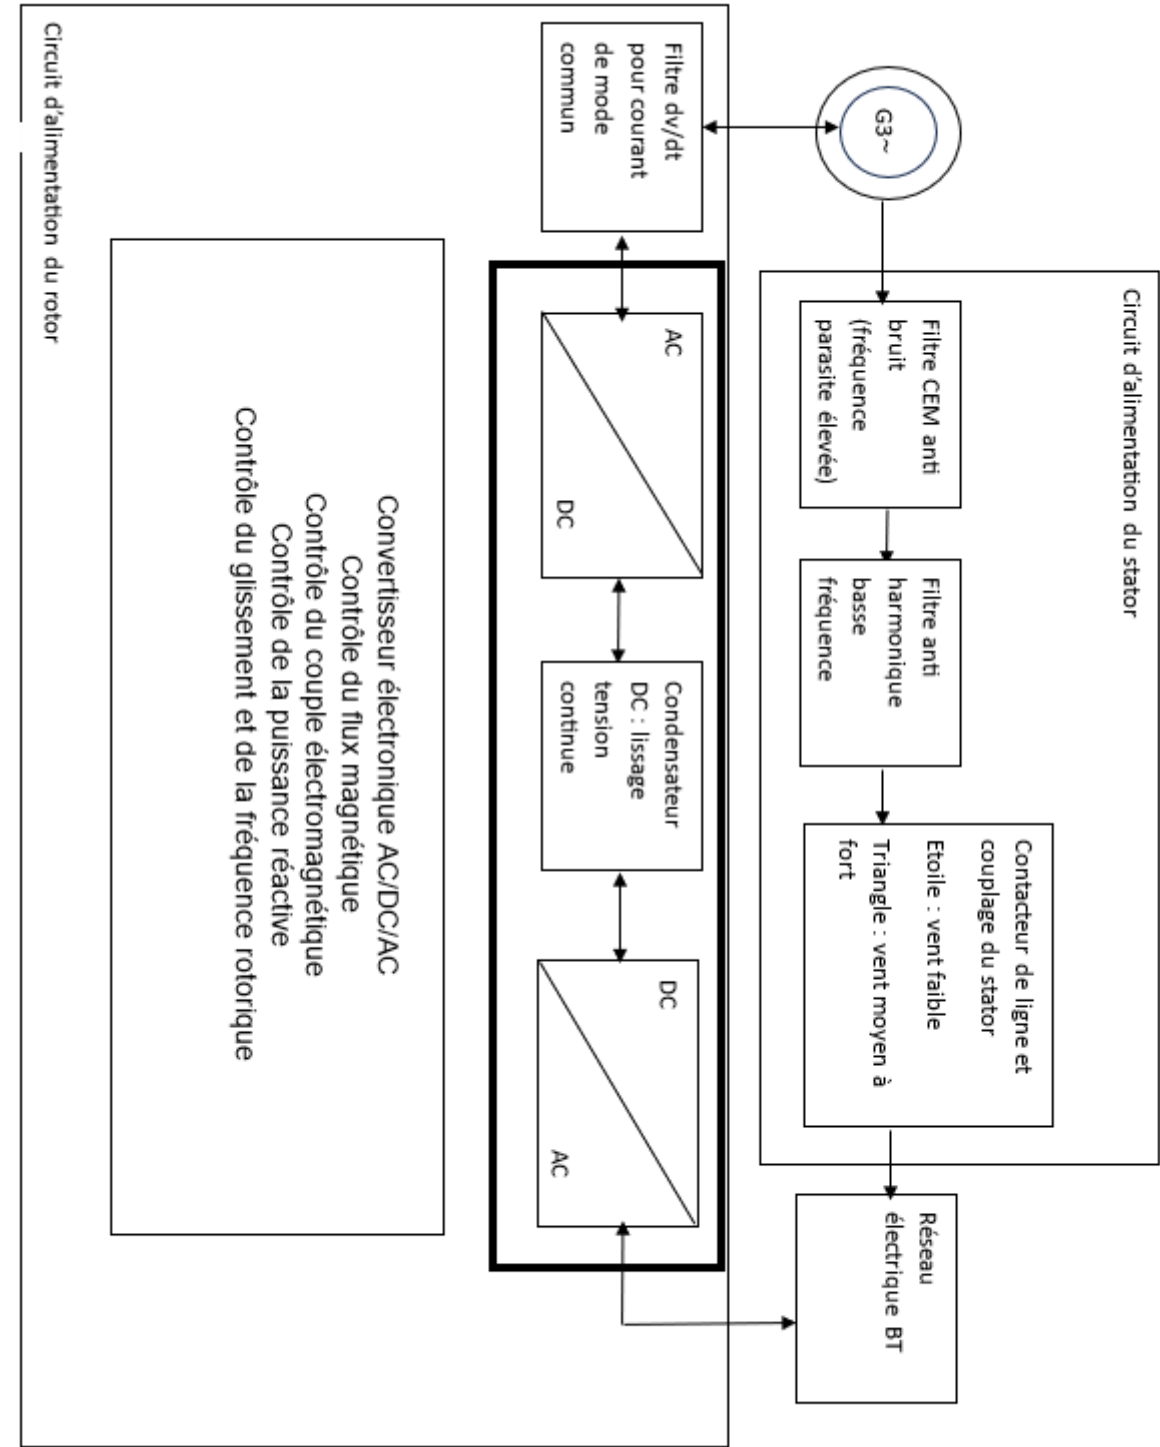 Circuit d'alimentation du stator
G3~
Filtre CEM anti
bruit
(fréquence
parasite élevée)
Filtre anti
harmonique
basse
fréquence
Contacteur de ligne et
couplage du stator
Etoile : vent faible
Triangle : vent moyen à
fort
Réseau
électrique BT
Filtre dv/dt
pour courant
de mode
commun
AC
DC
Condensateur
DC : lissage
tension
continue
DC
AC
Convertisseur électronique AC/DC/AC
Contrôle du flux magnétique
Contrôle du couple électromagnétique
Contrôle de la puissance réactive
Contrôle du glissement et de la fréquence rotorique
Circuit d'alimentation du rotor